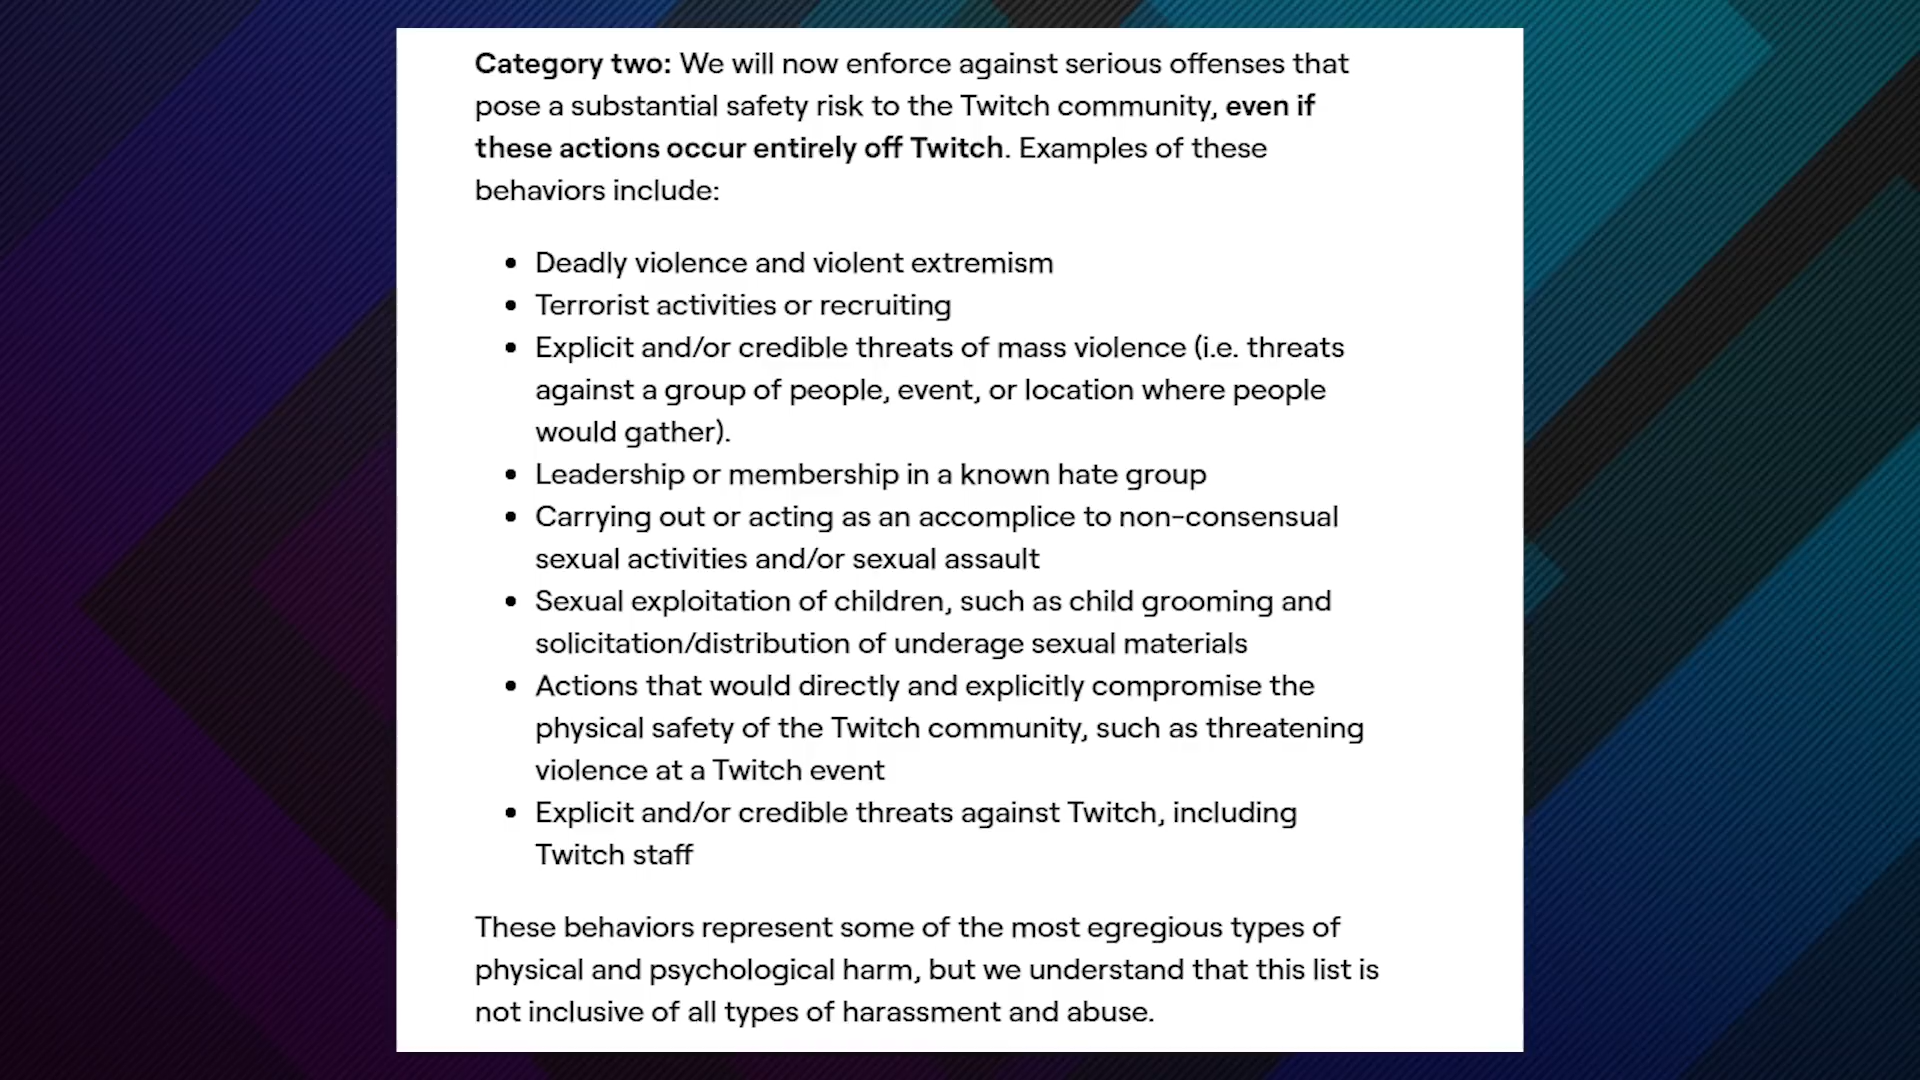 Category two: We will now enforce against serious offenses that
pose a substantial safety risk to the Twitch community, even if
these actions occur entirely off Twitch. Examples of these
behaviors include:
• Deadly violence and violent extremism
• Terrorist activities or recruiting
• Explicit and/or credible threats of mass violence (i.e. threats
against a group of people, event, or location where people
would gather).
• Leadership or membership in a known hate group
• Carrying out or acting as an accomplice to non-consensual
sexual activities and/or sexual assault
• Sexual exploitation of children, such as child grooming and
solicitation/distribution of underage sexual materials
• Actions that would directly and explicitly compromise the
physical safety of the Twitch community, such as threatening
violence at a Twitch event
• Explicit and/or credible threats against Twitch, including
Twitch staff
These behaviors represent some of the most egregious types of
physical and psychological harm, but we understand that this list is
not inclusive of all types of harassment and abuse.